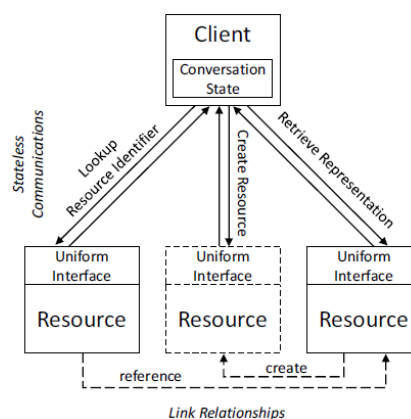 Client
Conversation
State
Stateless
Communications
Lookup
Resource Identifier
Create Resource
Retrieve Representation
Uniform
Interface
Resource
Uniform
Interface
Resource
Uniform
Interface
Resource
reference
create
Link Relationships